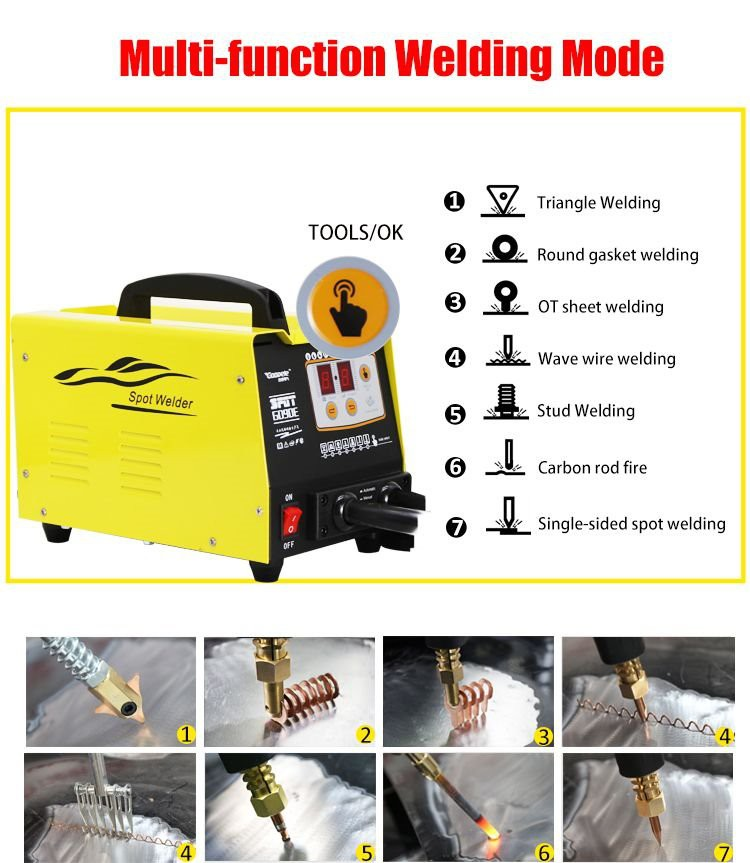 Multi-function Welding Mode
TOOLS/OK
1 Triangle Welding
2 Round gasket welding
3 OT sheet welding
4 Wave wire welding
5 Stud Welding
6 Carbon rod fire
7 Single-sided spot welding
Spot Welder
SPOT
6090E
ON
OFF
1
2
3
4
4
5
6
7